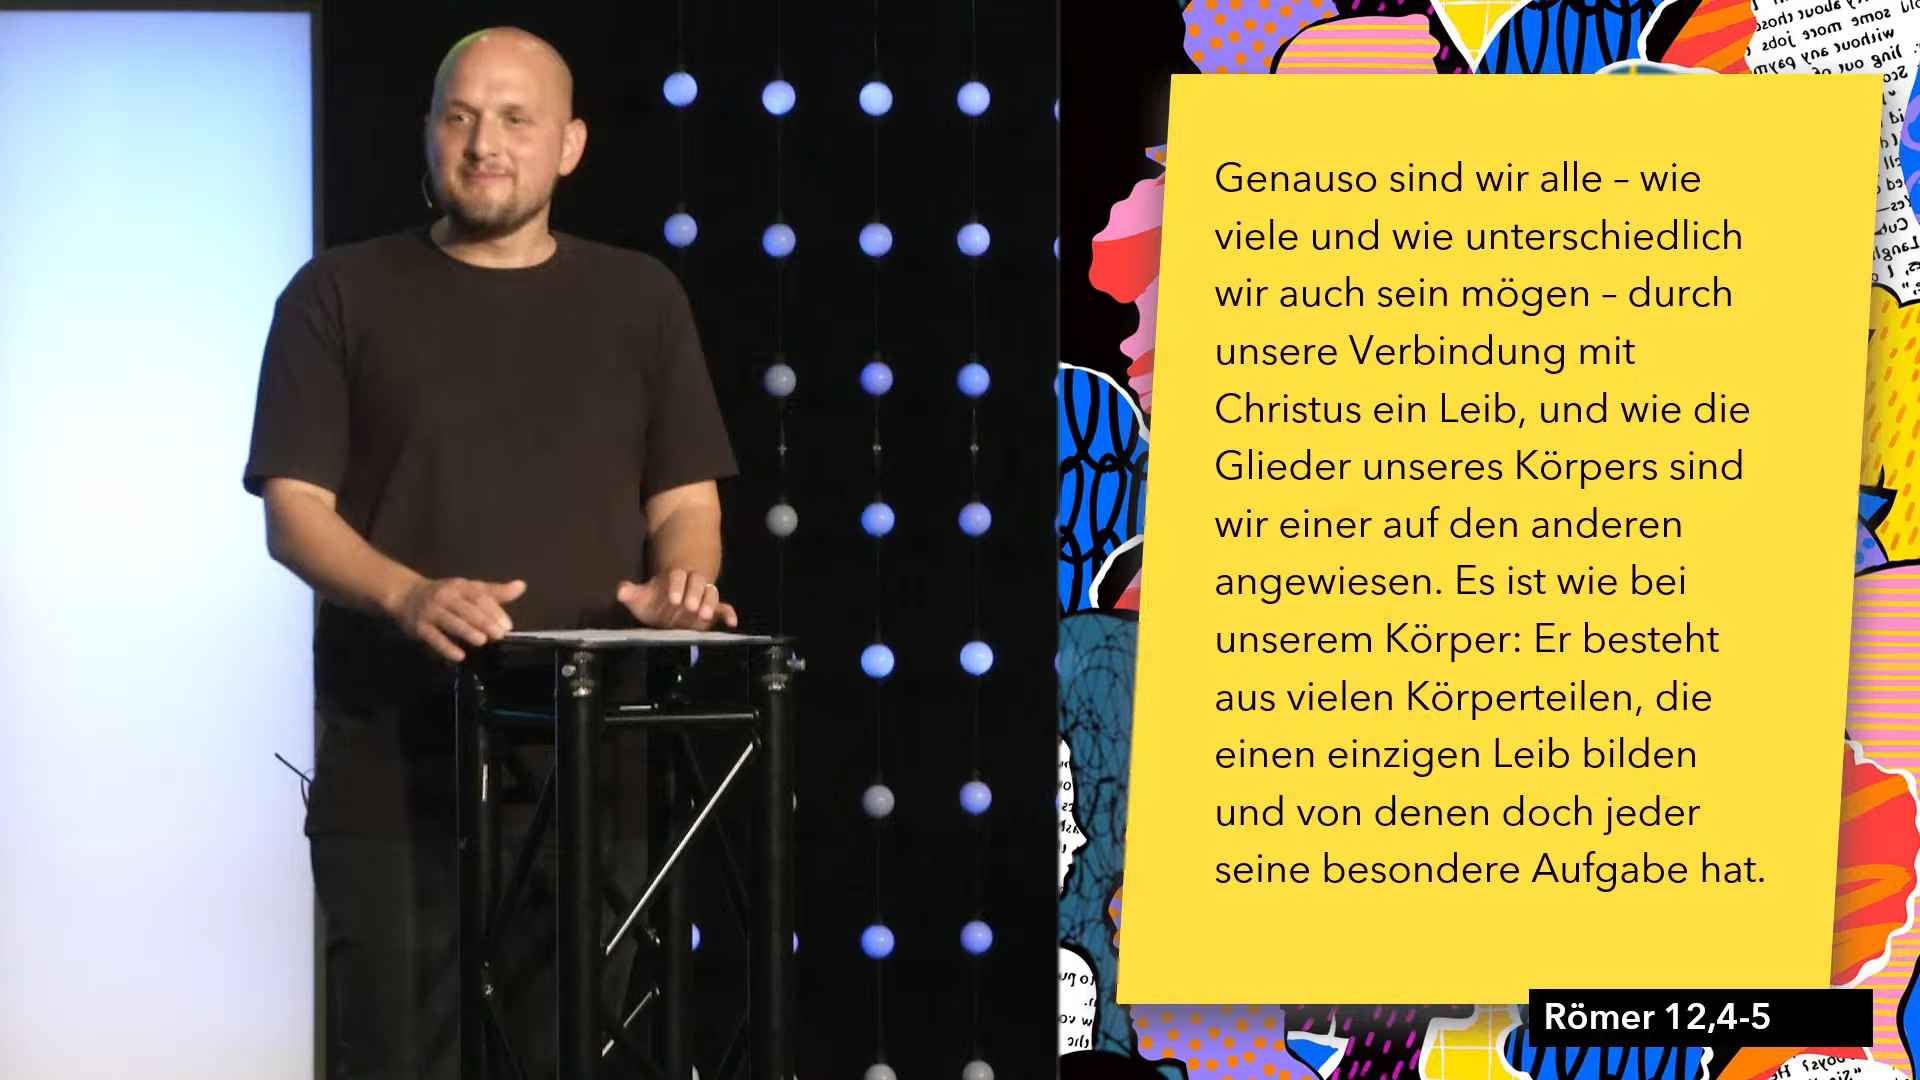 Genauso sind wir alle – wie
viele und wie unterschiedlich
wir auch sein mögen – durch
unsere Verbindung mit
Christus ein Leib, und wie die
Glieder unseres Körpers sind
wir einer auf den anderen
angewiesen. Es ist wie bei
unserem Körper: Er besteht
aus vielen Körperteilen, die
einen einzigen Leib bilden
und von denen doch jeder
seine besondere Aufgabe hat.
Römer 12,4-5